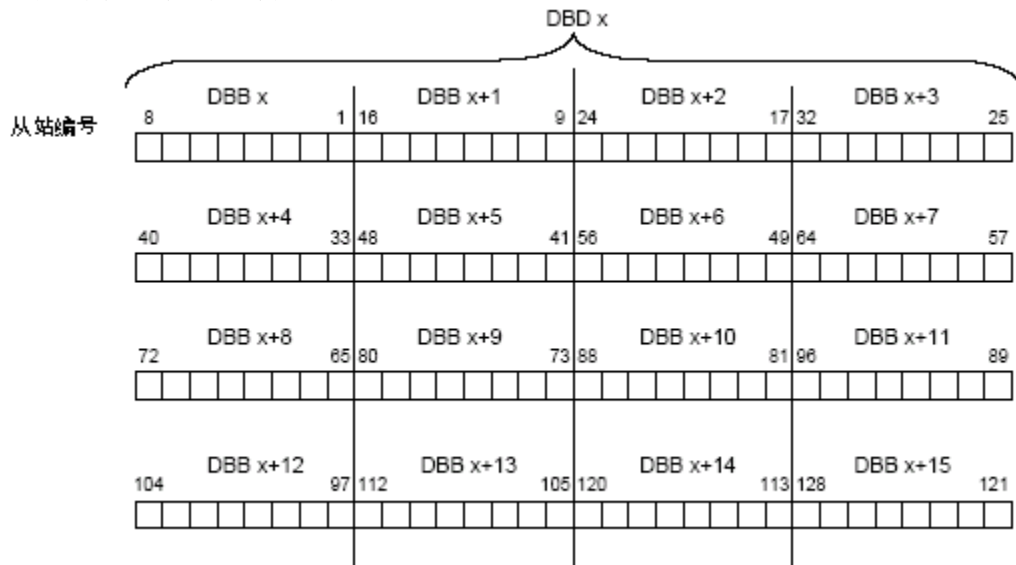 DBD x
DBB x DBB x+1 DBB x+2 DBB x+3
从站编号 8 1 16 9 24 17 32 25
DBB x+4 DBB x+5 DBB x+6 DBB x+7
40 33 48 41 56 49 64 57
DBB x+8 DBB x+9 DBB x+10 DBB x+11
72 65 80 73 88 81 96 89
DBB x+12 DBB x+13 DBB x+14 DBB x+15
104 97 112 105 120 113 128 121